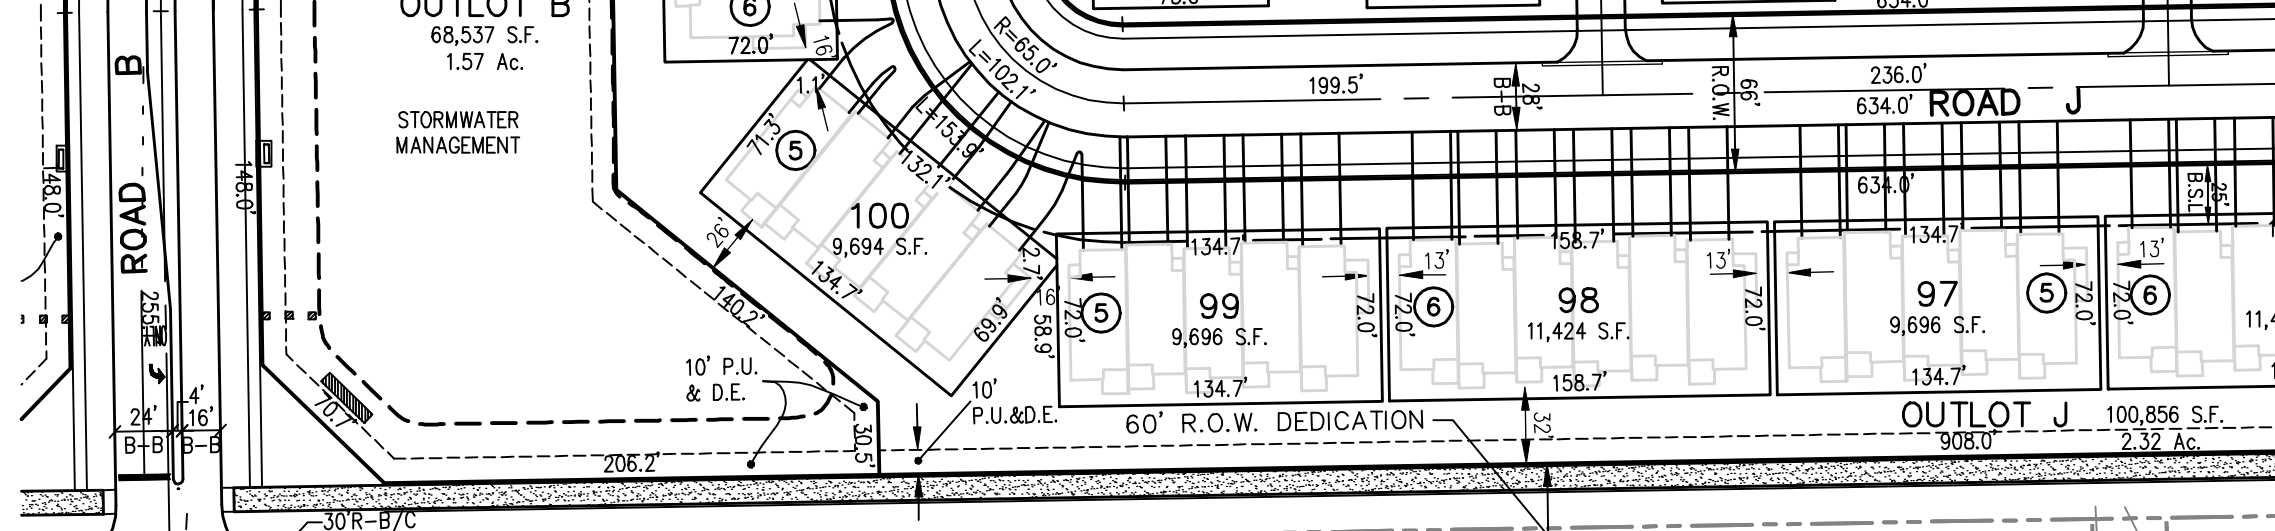 OUTLOT B
68,537 S.F.
1.57 Ac.
STORMWATER
MANAGEMENT
ROAD B
148.0'
148.0'
24'
B-B
4'
16'
B-B
70.7'
206.2'
30.5'
140.2'
10' P.U.
& D.E.
10'
P.U.&D.E.
30'R-B/C
6
72.0'
16'
1.1'
71.3'
5
100
9,694 S.F.
132.1'
134.7'
26'
69.9'
2.7'
16'
58.9'
R=65.0'
L=102.1'
L=153.9'
199.5'
28'
B-B
66'
R.O.W.
634.0'
236.0'
634.0'
ROAD J
634.0'
25'
B.S.L
134.7'
72.0'
5
99
9,696 S.F.
72.0'
134.7'
158.7'
13'
13'
72.0'
6
98
11,424 S.F.
72.0'
158.7'
134.7'
97
9,696 S.F.
5
72.0'
134.7'
13'
72.0'
6
60' R.O.W. DEDICATION
32'
OUTLOT J
100,856 S.F.
2.32 Ac.
908.0'